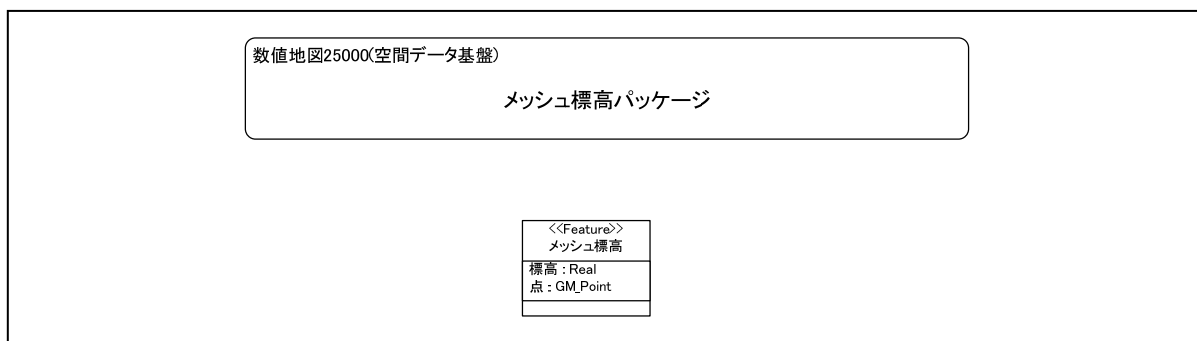 数値地図25000(空間データ基盤)
メッシュ標高パッケージ
<<Feature>>
メッシュ標高
標高 : Real
点 : GM_Point